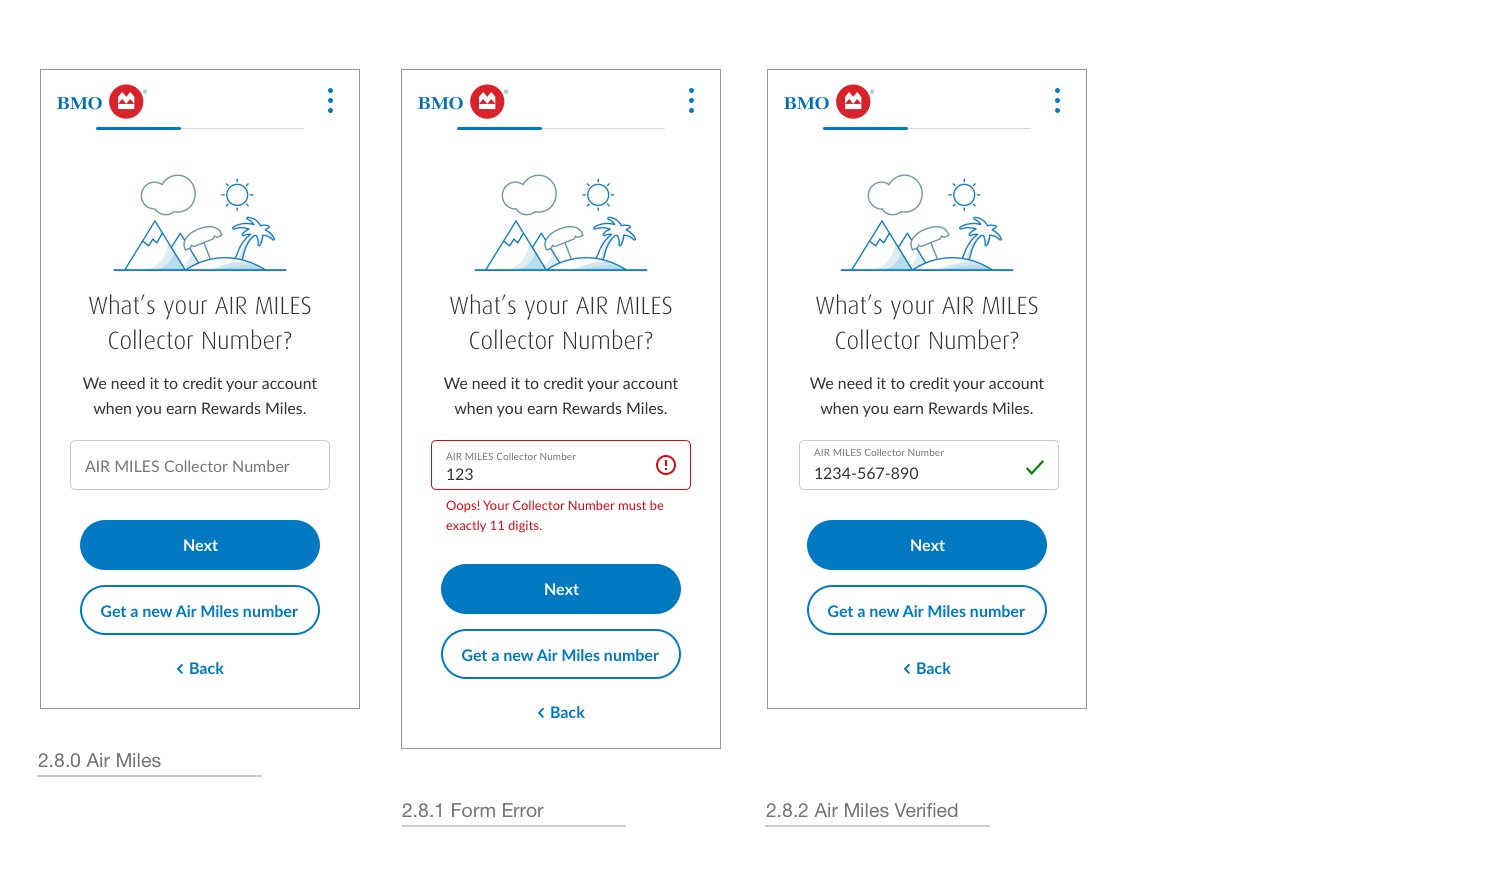 BMO
What's your AIR MILES
Collector Number?
We need it to credit your account
when you earn Rewards Miles.
AIR MILES Collector Number
Next
Get a new Air Miles number
Back
2.8.0 Air Miles
BMO
What's your AIR MILES
Collector Number?
We need it to credit your account
when you earn Rewards Miles.
AIR MILES Collector Number
123
Oops! Your Collector Number must be
exactly 11 digits.
Next
Get a new Air Miles number
Back
2.8.1 Form Error
BMO
What's your AIR MILES
Collector Number?
We need it to credit your account
when you earn Rewards Miles.
AIR MILES Collector Number
1234-567-890
Next
Get a new Air Miles number
Back
2.8.2 Air Miles Verified